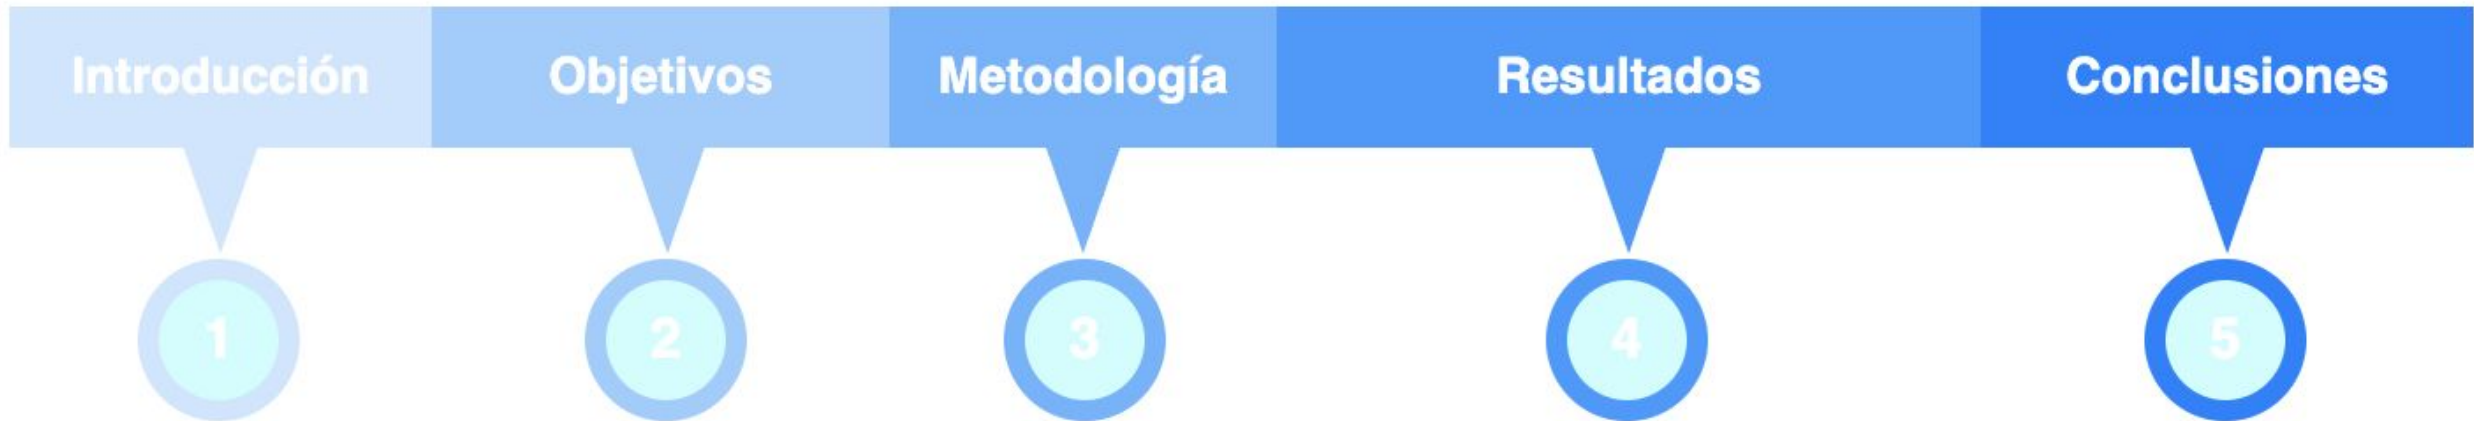 Introducción Objetivos Metodología Resultados Conclusiones
1 2 3 4 5